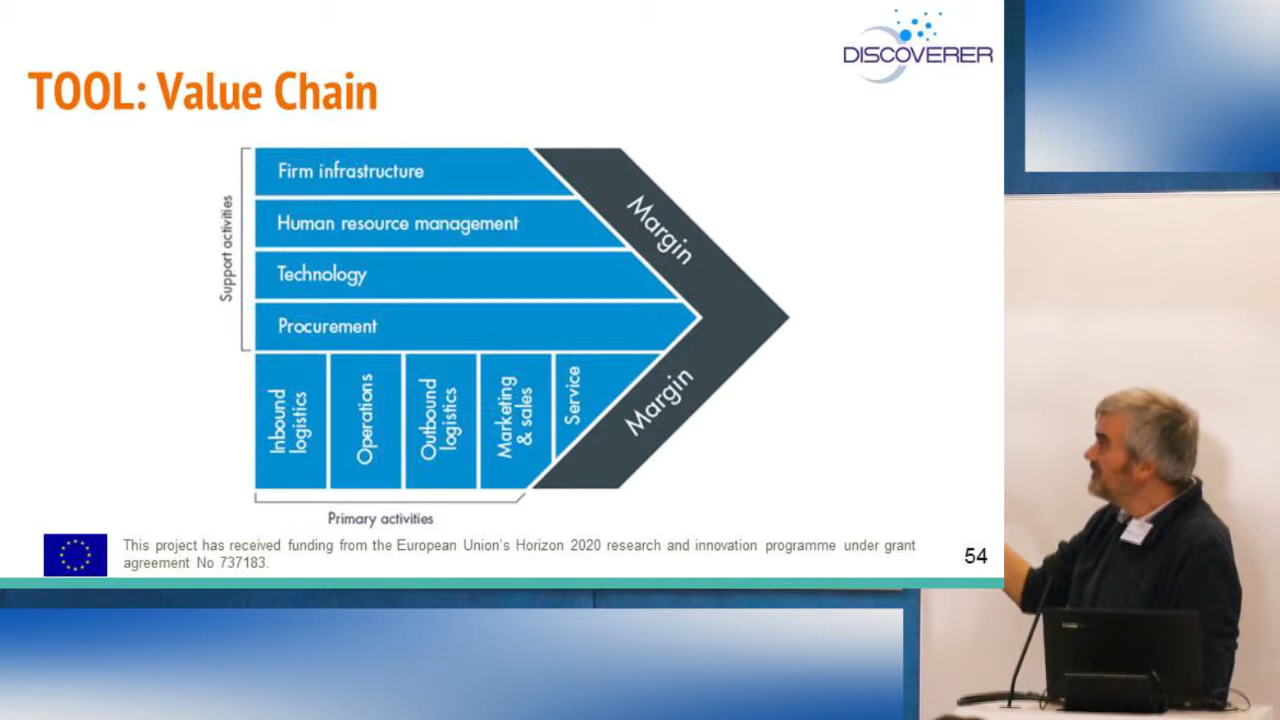 DISCOVERER
TOOL: Value Chain
Support activities
Firm infrastructure
Human resource management
Technology
Procurement
Margin
Margin
Inbound
logistics
Operations
Outbound
logistics
Marketing
& sales
Service
Primary activities
This project has received funding from the European Union's Horizon 2020 research and innovation programme under grant
agreement No 737183.
54